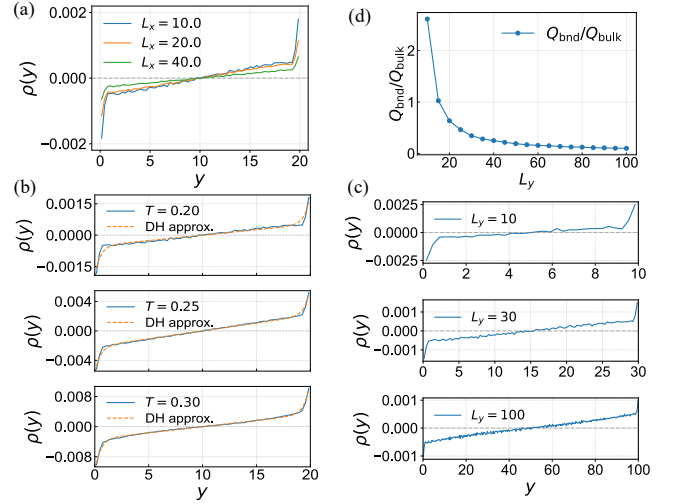 (a)
L_x = 10.0
L_x = 20.0
L_x = 40.0
0.002
0.000
−0.002
ρ(y)
0 5 10 15 20
y
(d)
Q_bnd/Q_bulk
2
1
0
Q_bnd/Q_bulk
20 40 60 80 100
L_y
(b)
T = 0.20
DH approx.
0.0015
0.0000
−0.0015
ρ(y)
T = 0.25
DH approx.
0.004
0.000
−0.004
ρ(y)
T = 0.30
DH approx.
0.008
0.000
−0.008
ρ(y)
0 5 10 15 20
y
(c)
L_y = 10
0.0025
0.0000
−0.0025
ρ(y)
0 2 4 6 8 10
L_y = 30
0.001
0.000
−0.001
ρ(y)
0 5 10 15 20 25 30
L_y = 100
0.001
0.000
−0.001
ρ(y)
0 20 40 60 80 100
y